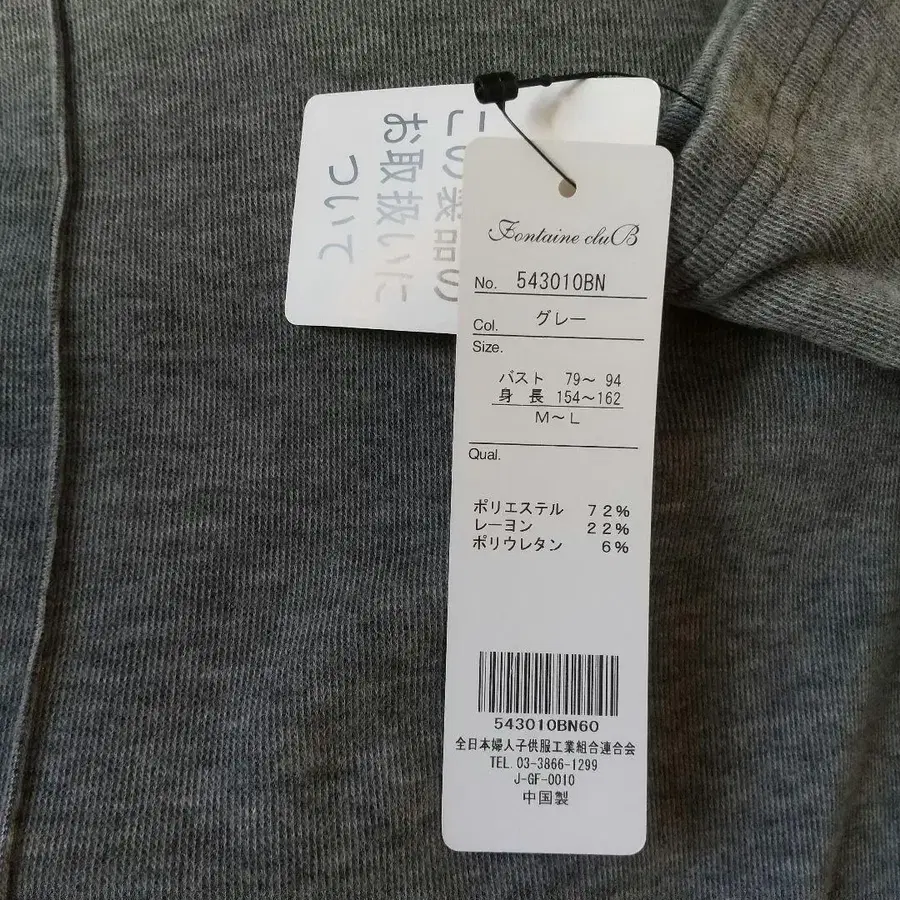 この製品の
お取扱いに
ついて
Fontaine cluB
No. 543010BN
Col. グレー
Size.
バスト 79〜 94
身 長 154〜162
M〜L
Qual.
ポリエステル 72%
レーヨン 22%
ポリウレタン 6%
543010BN60
全日本婦人子供服工業組合連合会
TEL. 03-3866-1299
J-GF-0010
中国製